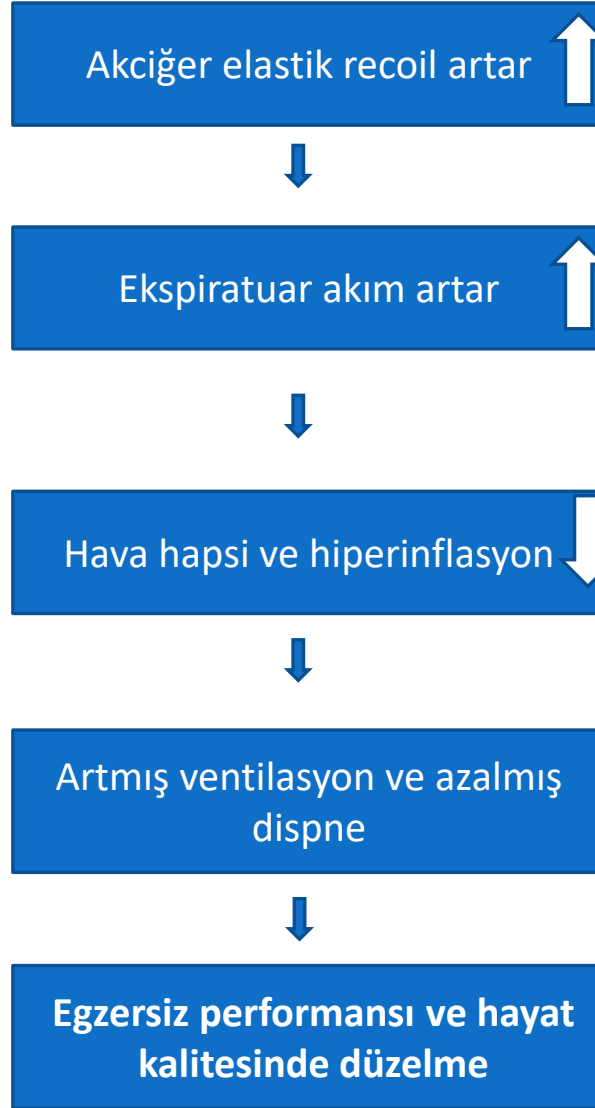 Akciğer elastik recoil artar
Ekspiratuar akım artar
Hava hapsi ve hiperinflasyon
Artmış ventilasyon ve azalmış
dispne
Egzersiz performansı ve hayat
kalitesinde düzelme